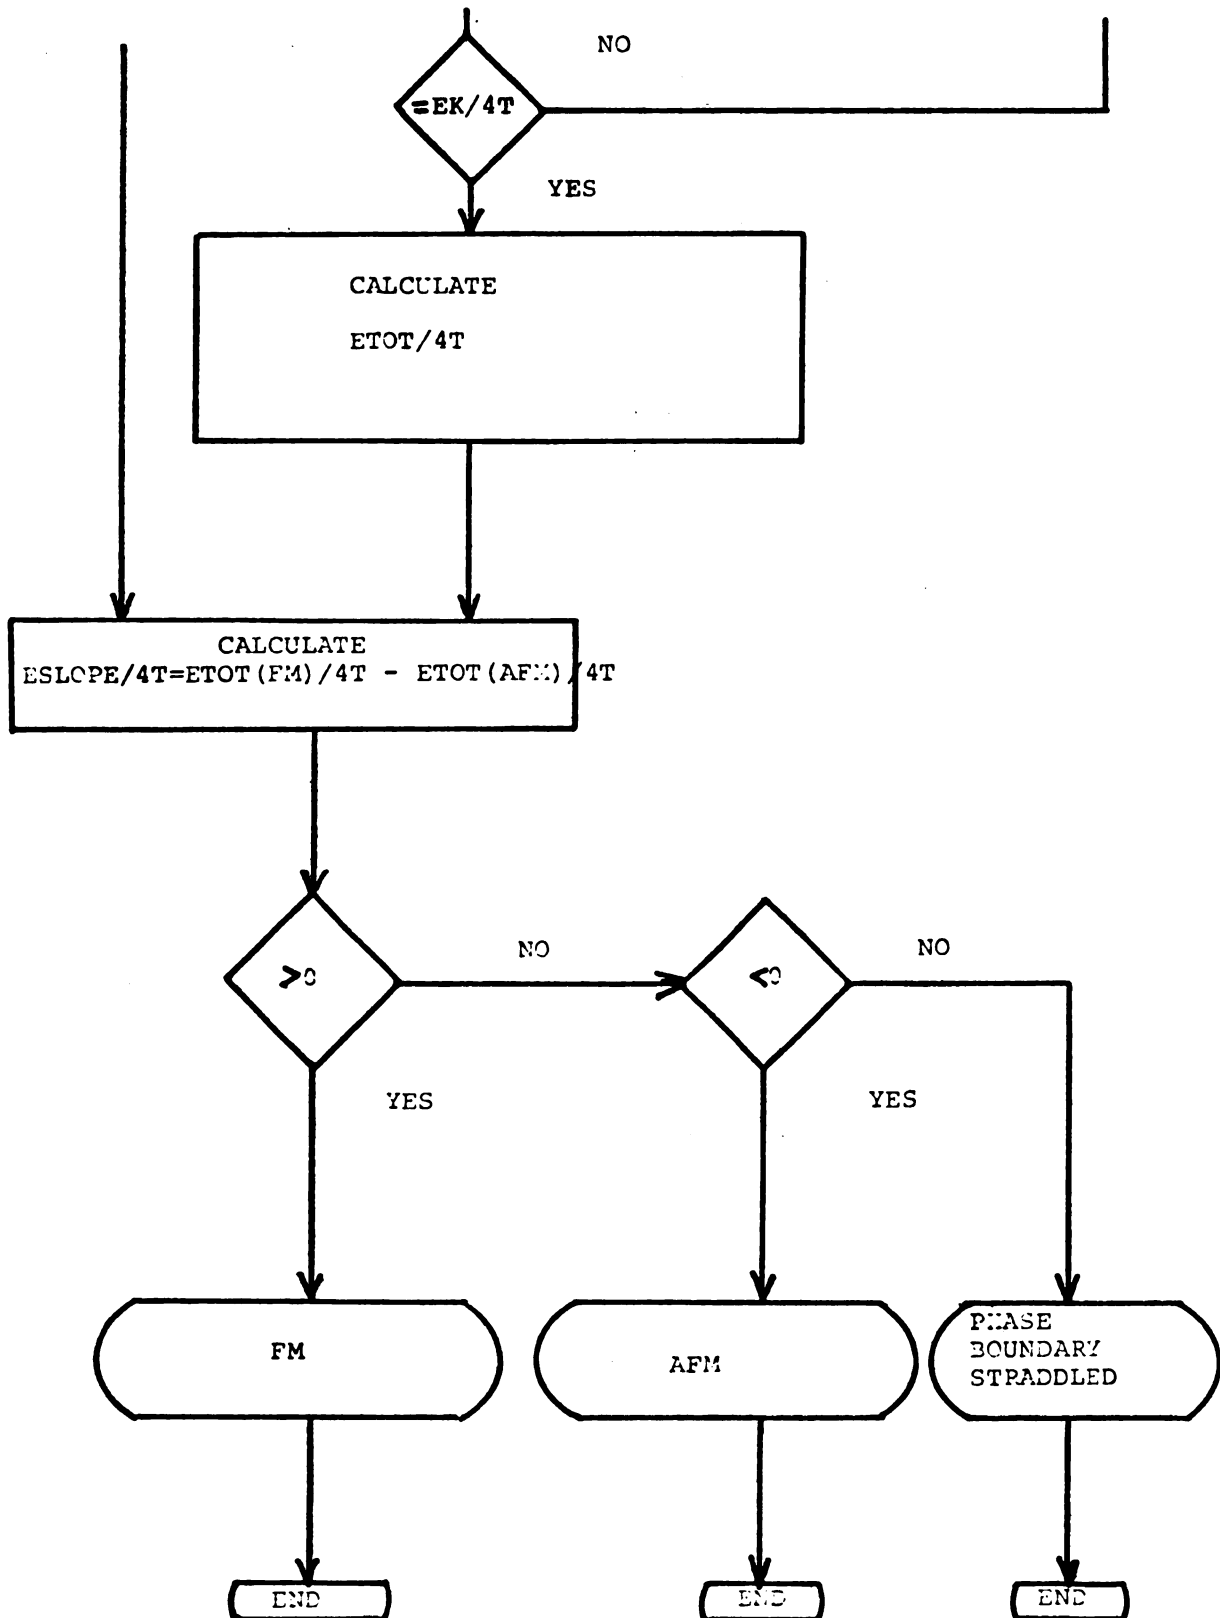 NO
=EK/4T
YES
CALCULATE
ETOT/4T
CALCULATE
ESLOPE/4T=ETOT(FM)/4T - ETOT(AFM)/4T
>0
NO
<0
NO
YES
YES
FM
AFM
PHASE
BOUNDARY
STRADDLED
END
END
END